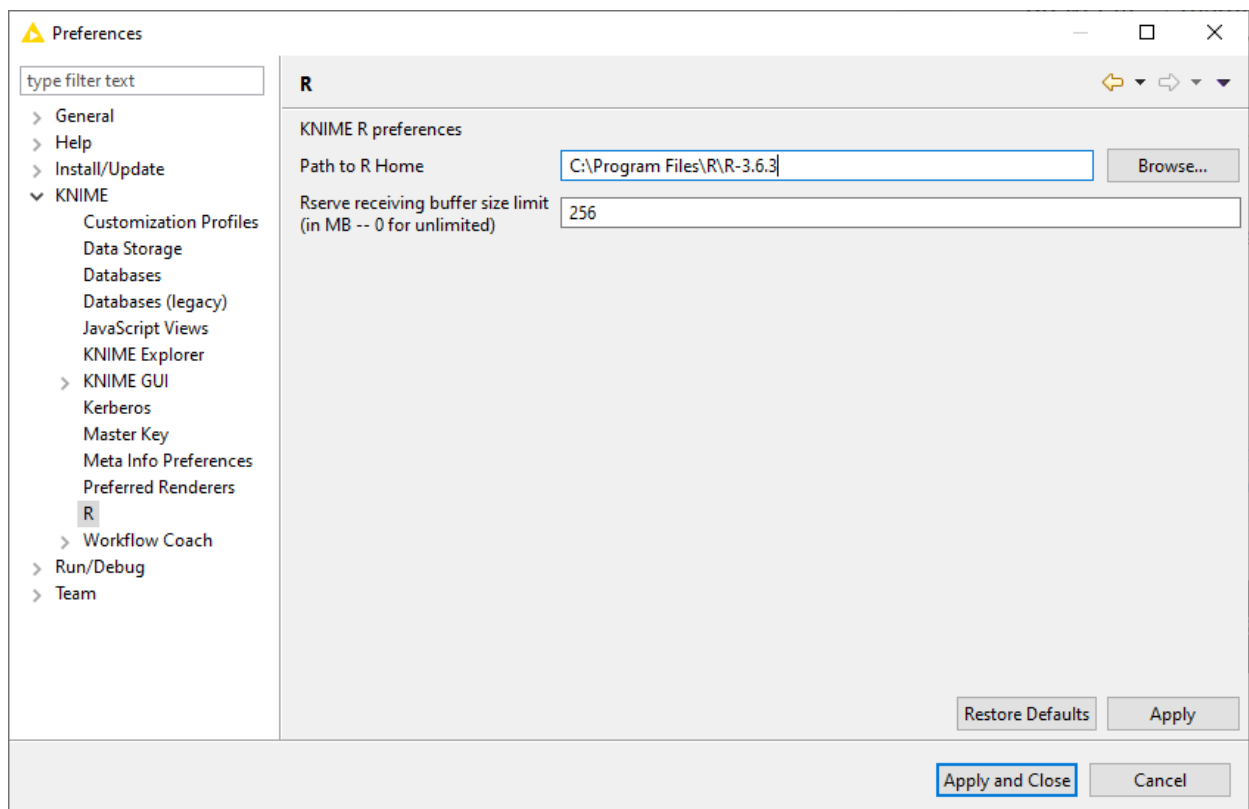 Preferences
type filter text
General
Help
Install/Update
KNIME
Customization Profiles
Data Storage
Databases
Databases (legacy)
JavaScript Views
KNIME Explorer
KNIME GUI
Kerberos
Master Key
Meta Info Preferences
Preferred Renderers
R
Workflow Coach
Run/Debug
Team
R
KNIME R preferences
Path to R Home
C:\Program Files\R\R-3.6.3
Browse...
Rserve receiving buffer size limit
(in MB -- 0 for unlimited)
256
Restore Defaults
Apply
Apply and Close
Cancel